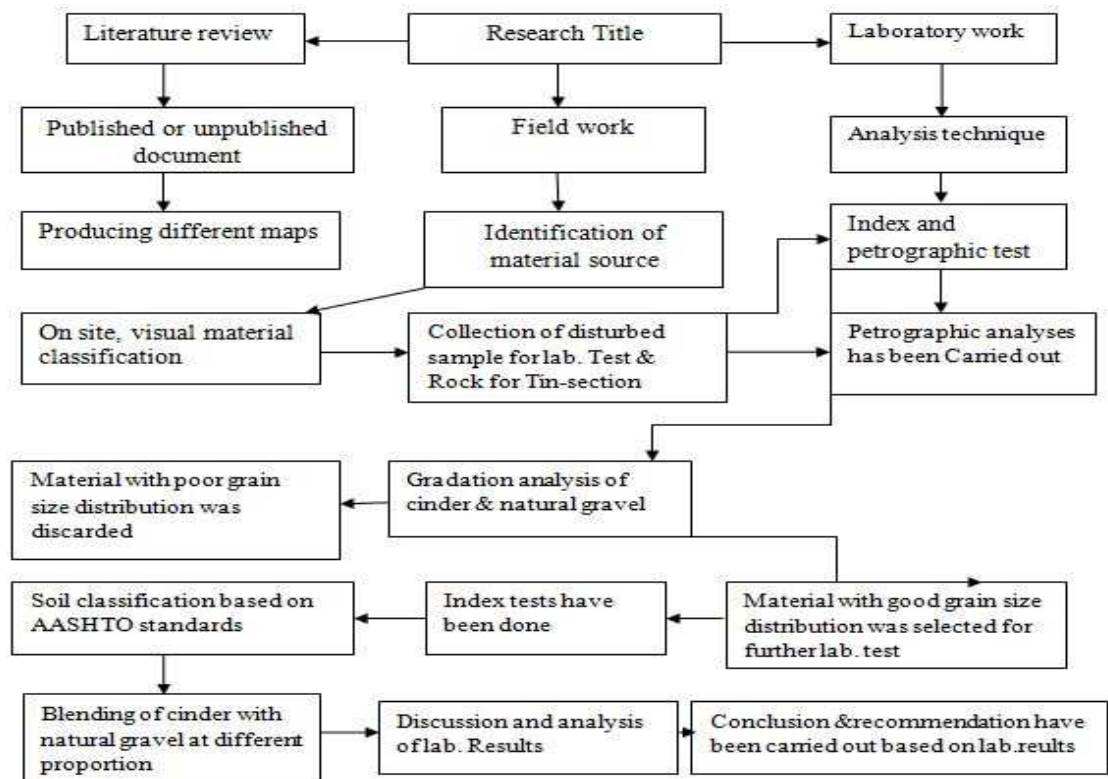 Literature review
Research Title
Laboratory work
Published or unpublished
document
Field work
Analysis technique
Producing different maps
Identification of
material source
Index and
petrographic test
On site, visual material
classification
Collection of disturbed
sample for lab. Test &
Rock for Tin-section
Petrographic analyses
has been Carried out
Material with poor grain
size distribution was
discarded
Gradation analysis of
cinder & natural gravel
Soil classification based on
AASHTO standards
Index tests have
been done
Material with good grain size
distribution was selected for
further lab. test
Blending of cinder with
natural gravel at different
proportion
Discussion and analysis
of lab. Results
Conclusion &recommendation have
been carried out based on lab.reults